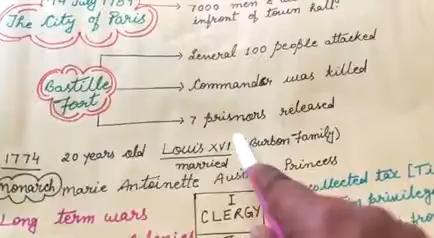 14 July 1789
7000 men &
The City of Paris
infront of town hall.
Several 100 people attacked
Bastille
Fort
Commander was killed
7 prisnors released
1774 20 years old Louis XVI (Burbon Family)
married
monarch marie Antoinette Princess
collected tax
I
CLERGY
privileg
Long term wars